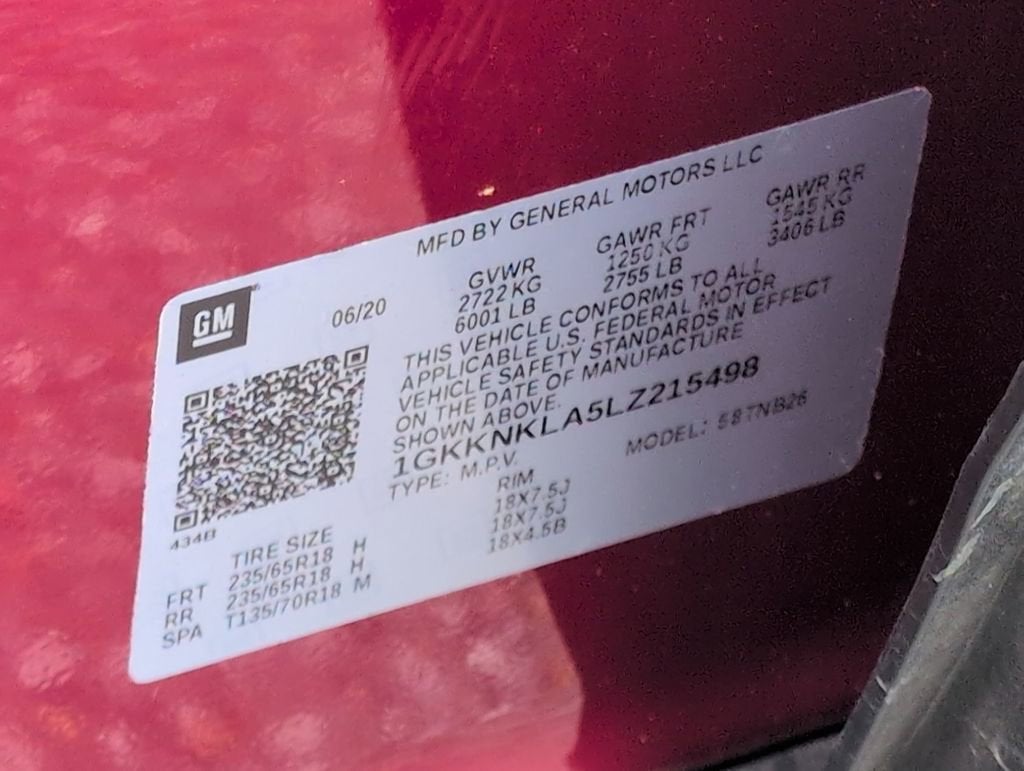 MFD BY GENERAL MOTORS LLC
GM
06/20
GVWR GAWR FRT GAWR RR
2722 KG 1250 KG 1545 KG
6001 LB 2755 LB 3406 LB
THIS VEHICLE CONFORMS TO ALL
APPLICABLE U.S. FEDERAL MOTOR
VEHICLE SAFETY STANDARDS IN EFFECT
ON THE DATE OF MANUFACTURE
SHOWN ABOVE.
1GKKNKLA5LZ215498
TYPE: M.P.V. MODEL: 58TNB26
434B
TIRE SIZE RIM
FRT 235/65R18 H 18X7.5J
RR 235/65R18 H 18X7.5J
SPA T135/70R18 M 18X4.5B